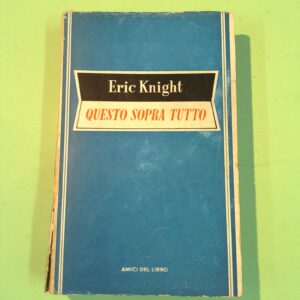 Eric Knight
QUESTO SOPRA TUTTO
AMICI DEL LIBRO